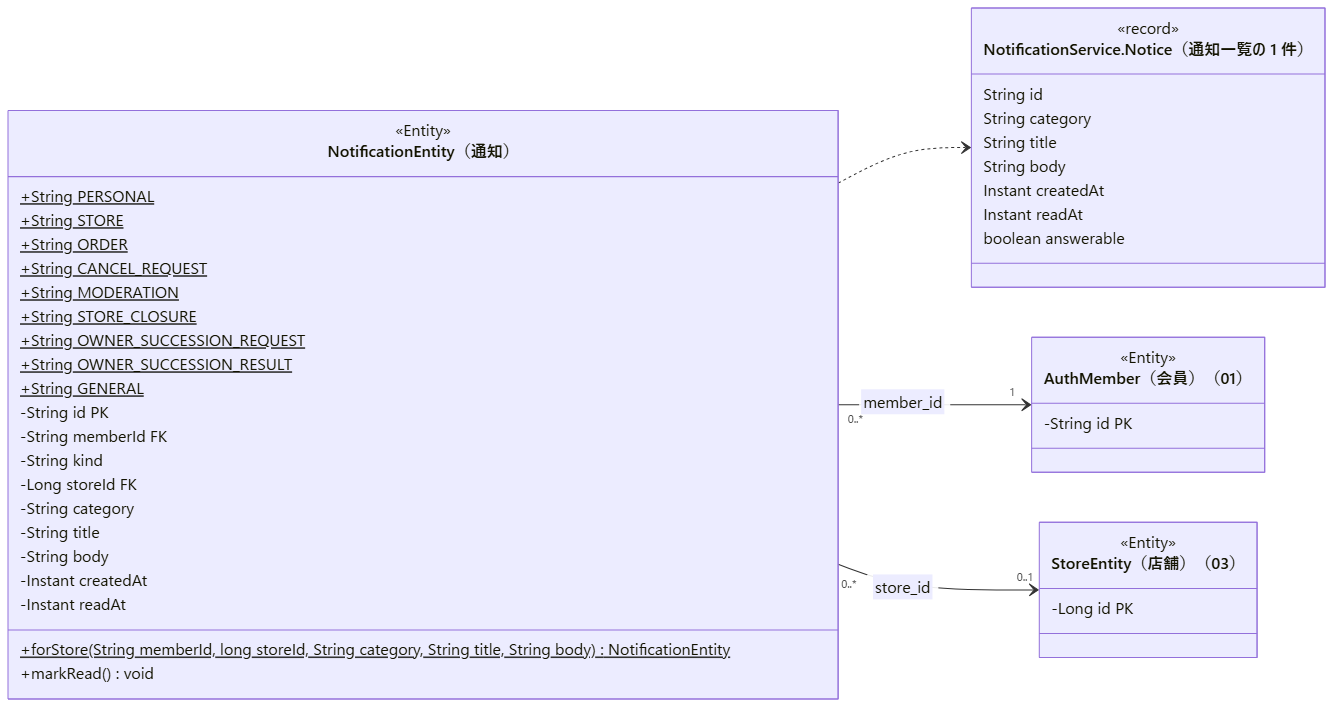 «Entity»
NotificationEntity（通知）
+String PERSONAL
+String STORE
+String ORDER
+String CANCEL_REQUEST
+String MODERATION
+String STORE_CLOSURE
+String OWNER_SUCCESSION_REQUEST
+String OWNER_SUCCESSION_RESULT
+String GENERAL
-String id PK
-String memberId FK
-String kind
-Long storeId FK
-String category
-String title
-String body
-Instant createdAt
-Instant readAt
+forStore(String memberId, long storeId, String category, String title, String body) : NotificationEntity
+markRead() : void
«record»
NotificationService.Notice（通知一覧の１件）
String id
String category
String title
String body
Instant createdAt
Instant readAt
boolean answerable
0..*
member_id
1
«Entity»
AuthMember（会員）（01）
-String id PK
0..*
store_id
0..1
«Entity»
StoreEntity（店舗）（03）
-Long id PK